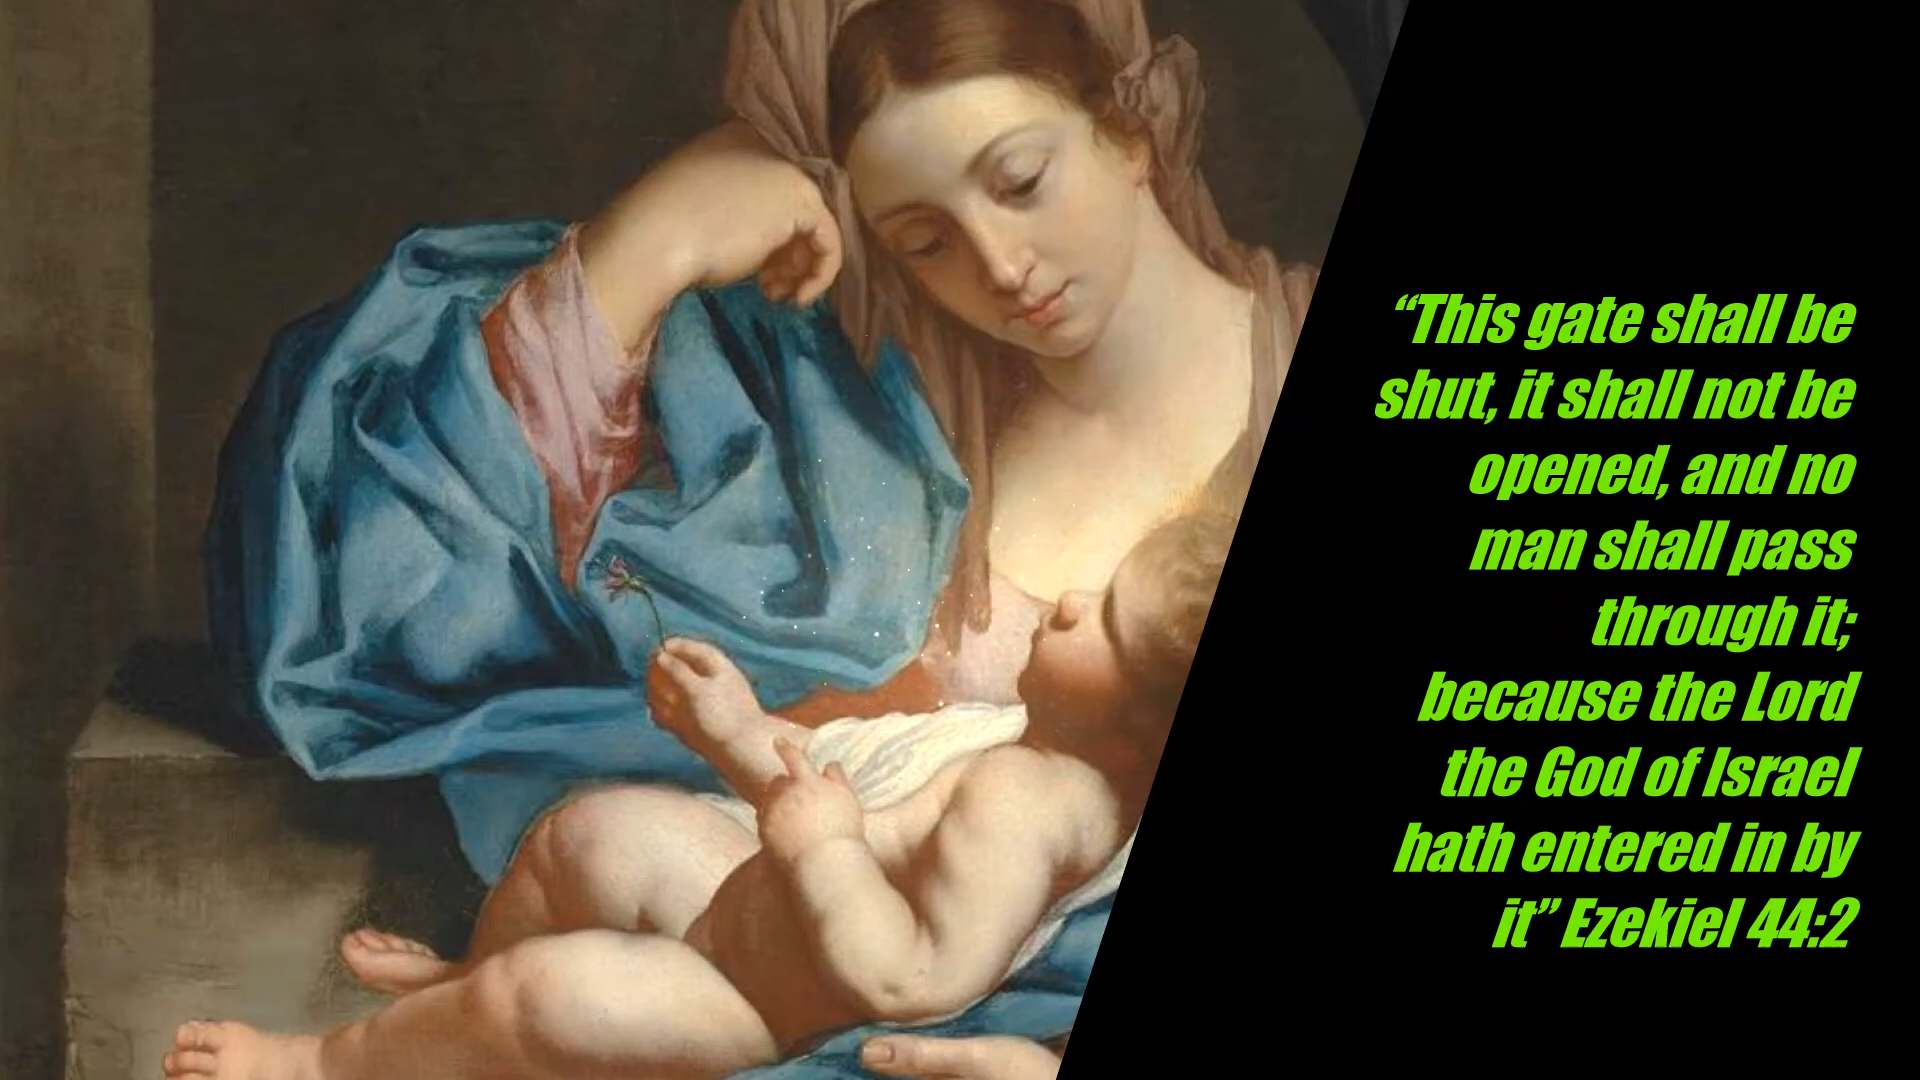 “This gate shall be
shut, it shall not be
opened, and no
man shall pass
through it;
because the Lord
the God of Israel
hath entered in by
it” Ezekiel 44:2